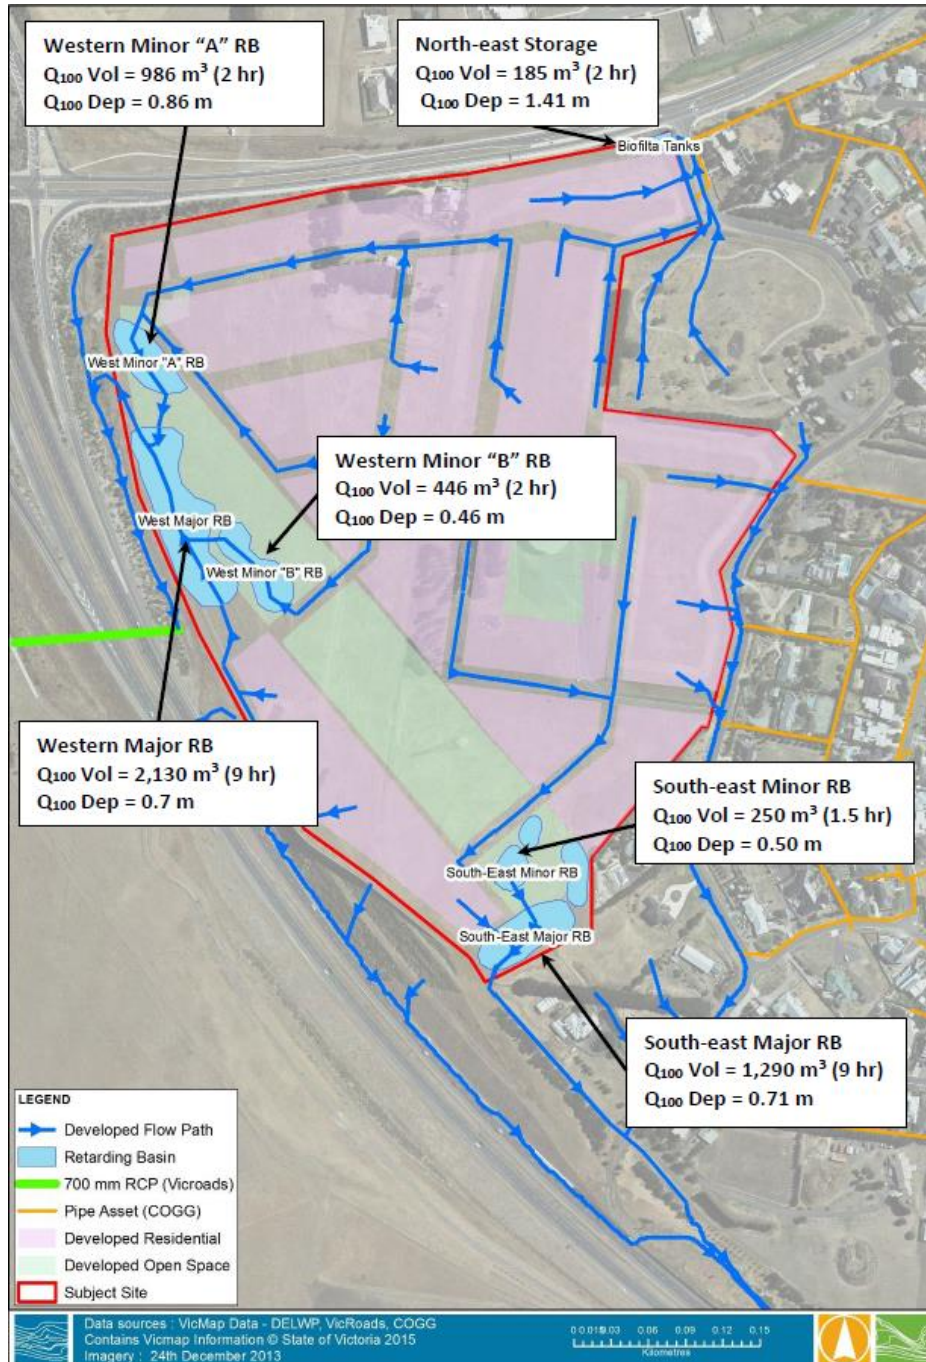 Western Minor “A” RB
Q₁₀₀ Vol = 986 m³ (2 hr)
Q₁₀₀ Dep = 0.86 m
North-east Storage
Q₁₀₀ Vol = 185 m³ (2 hr)
Q₁₀₀ Dep = 1.41 m
Biofilta Tanks
West Minor "A" RB
Western Minor “B” RB
Q₁₀₀ Vol = 446 m³ (2 hr)
Q₁₀₀ Dep = 0.46 m
West Major RB
West Minor "B" RB
Western Major RB
Q₁₀₀ Vol = 2,130 m³ (9 hr)
Q₁₀₀ Dep = 0.7 m
South-east Minor RB
Q₁₀₀ Vol = 250 m³ (1.5 hr)
Q₁₀₀ Dep = 0.50 m
South-East Minor RB
South-East Major RB
South-east Major RB
Q₁₀₀ Vol = 1,290 m³ (9 hr)
Q₁₀₀ Dep = 0.71 m
LEGEND
Developed Flow Path
Retarding Basin
700 mm RCP (Vicroads)
Pipe Asset (COGG)
Developed Residential
Developed Open Space
Subject Site
Data sources : VicMap Data - DELWP, VicRoads, COGG
Contains Vicmap Information © State of Victoria 2015
Imagery : 24th December 2013
0.06 0.09 0.12 0.15
Kilometres